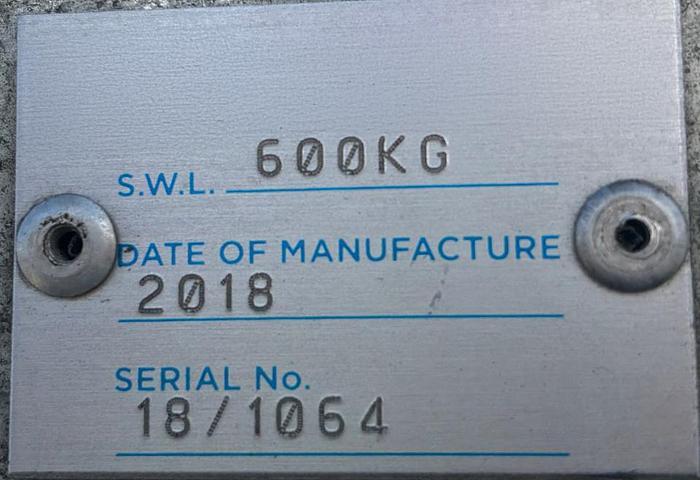 S.W.L. 600KG
DATE OF MANUFACTURE
2018
SERIAL No.
18/1064